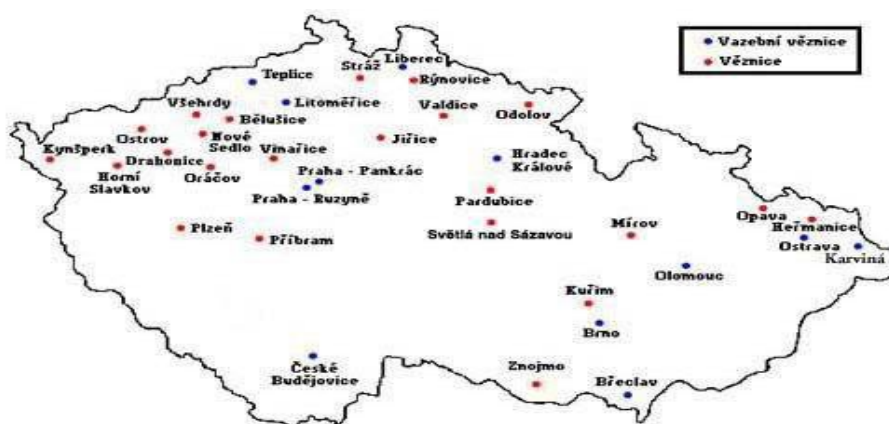 Vazební věznice
Věznice
Liberec
Stráž
Rýnovice
Teplice
Litoměřice
Valdice
Odolov
Všehrdy
Bělušice
Ostrov
Nové
Sedlo
Vinařice
Jiřice
Kynšperk
Drahonice
Horní
Slavkov
Oráčov
Praha - Pankrác
Praha - Ruzyně
Hradec
Králové
Pardubice
Světlá nad Sázavou
Plzeň
Příbram
Mírov
Opava
Heřmanice
Ostrava
Karviná
Olomouc
Kuřim
Brno
České
Budějovice
Znojmo
Břeclav